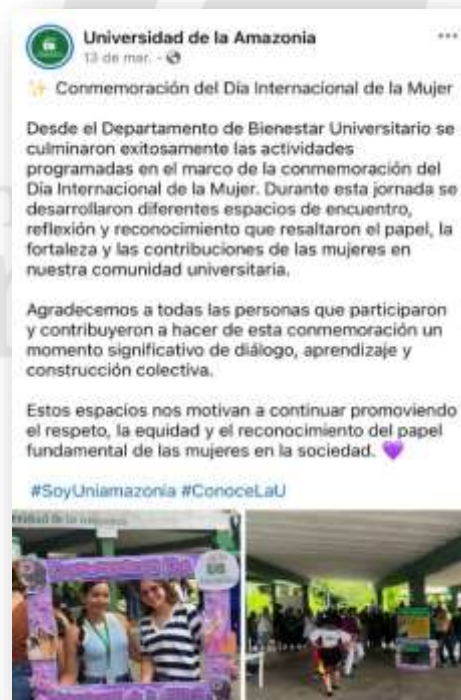 Universidad de la Amazonia
13 de mar. ·
✨ Conmemoración del Día Internacional de la Mujer
Desde el Departamento de Bienestar Universitario se
culminaron exitosamente las actividades
programadas en el marco de la conmemoración del
Día Internacional de la Mujer. Durante esta jornada se
desarrollaron diferentes espacios de encuentro,
reflexión y reconocimiento que resaltaron el papel, la
fortaleza y las contribuciones de las mujeres en
nuestra comunidad universitaria.
Agradecemos a todas las personas que participaron
y contribuyeron a hacer de esta conmemoración un
momento significativo de diálogo, aprendizaje y
construcción colectiva.
Estos espacios nos motivan a continuar promoviendo
el respeto, la equidad y el reconocimiento del papel
fundamental de las mujeres en la sociedad. 💜
#SoyUniamazonia #ConoceLaU